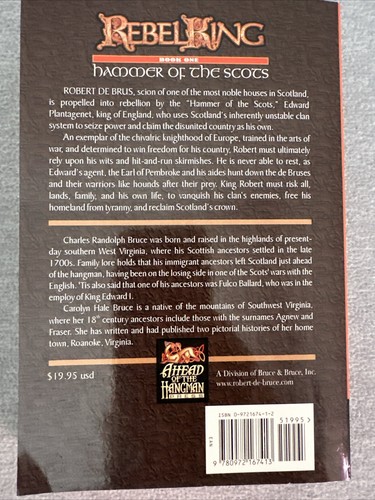 REBEL KING
BOOK ONE
HAMMER OF THE SCOTS
ROBERT DE BRUS, scion of one of the most noble houses in Scotland,
is propelled into rebellion by the "Hammer of the Scots," Edward
Plantagenet, king of England, who uses Scotland's inherently unstable clan
system to seize power and claim the disunited country as his own.
An exemplar of the chivalric knighthood of Europe, trained in the arts of
war, and determined to win freedom for his country, Robert must ultimately
rely upon his wits and hit-and-run skirmishes. He is never able to rest, as
Edward's agent, the Earl of Pembroke and his aides hunt down the de Bruses
and their warriors like hounds after their prey. King Robert must risk all,
lands, family, and his own life, to vanquish his clan's enemies, free
his homeland from tyranny, and reclaim Scotland's crown.
Charles Randolph Bruce was born and raised in the highlands of present-
day southern West Virginia, where his Scottish ancestors settled in the late
1700s. Family lore holds that his immigrant ancestors left Scotland just ahead
of the hangman, having been on the losing side in one of the Scots' wars with the
English. 'Tis also said that one of his ancestors was Fulco Ballard, who was in the
employ of King Edward I.
Carolyn Hale Bruce is a native of the mountains of Southwest Virginia,
where her 18th century ancestors include those with the surnames Agnew and
Fraser. She has written and had published two pictorial histories of her home
town, Roanoke, Virginia.
AHEAD
OF THE
HANGMAN
PRESS
$19.95 usd
A Division of Bruce & Bruce, Inc.
www.robert-de-bruce.com
ISBN 0-9721674-1-2
51995>
EAN
9 780972 167413